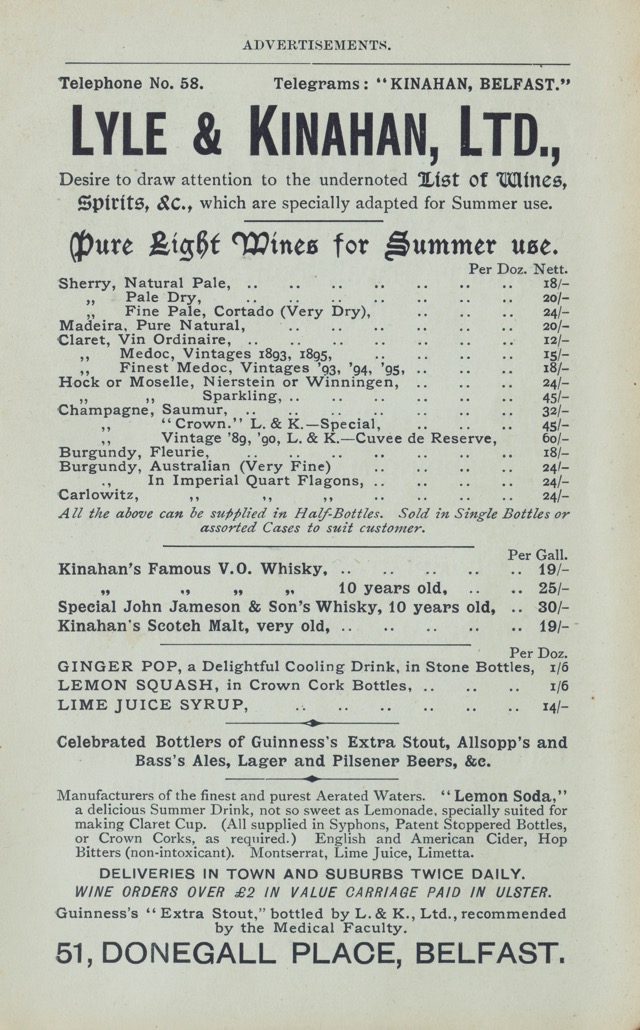 ADVERTISEMENTS.
Telephone No. 58. Telegrams: "KINAHAN, BELFAST."
LYLE & KINAHAN, LTD.,
Desire to draw attention to the undernoted List of Wines,
Spirits, &c., which are specially adapted for Summer use.
Pure Light Wines for Summer use.
Per Doz. Nett.
Sherry, Natural Pale, .. .. .. .. .. .. .. 18/-
„ Pale Dry, .. .. .. .. .. .. .. 20/-
„ Fine Pale, Cortado (Very Dry), .. .. .. 24/-
Madeira, Pure Natural, .. .. .. .. .. .. 20/-
Claret, Vin Ordinaire, .. .. .. .. .. .. .. 12/-
„ Medoc, Vintages 1893, 1895, .. .. .. .. 15/-
„ Finest Medoc, Vintages '93, '94, '95, .. .. .. 18/-
Hock or Moselle, Nierstein or Winningen, .. .. .. 24/-
„ „ Sparkling, .. .. .. .. .. .. 45/-
Champagne, Saumur, .. .. .. .. .. .. .. 32/-
„ "Crown." L. & K.—Special, .. .. .. 45/-
„ Vintage '89, '90, L. & K.—Cuvee de Reserve, 60/-
Burgundy, Fleurie, .. .. .. .. .. .. .. 18/-
Burgundy, Australian (Very Fine) .. .. .. .. 24/-
„ In Imperial Quart Flagons, .. .. .. .. 24/-
Carlowitz, „ „ „ .. .. .. .. 24/-
All the above can be supplied in Half-Bottles. Sold in Single Bottles or
assorted Cases to suit customer.
Per Gall.
Kinahan's Famous V.O. Whisky, .. .. .. .. .. 19/-
„ „ „ „ 10 years old, .. .. 25/-
Special John Jameson & Son's Whisky, 10 years old, .. 30/-
Kinahan's Scotch Malt, very old, .. .. .. .. .. 19/-
Per Doz.
GINGER POP, a Delightful Cooling Drink, in Stone Bottles, 1/6
LEMON SQUASH, in Crown Cork Bottles, .. .. .. 1/6
LIME JUICE SYRUP, .. .. .. .. .. .. 14/-
Celebrated Bottlers of Guinness's Extra Stout, Allsopp's and
Bass's Ales, Lager and Pilsener Beers, &c.
Manufacturers of the finest and purest Aerated Waters. "Lemon Soda,"
a delicious Summer Drink, not so sweet as Lemonade, specially suited for
making Claret Cup. (All supplied in Syphons, Patent Stoppered Bottles,
or Crown Corks, as required.) English and American Cider, Hop
Bitters (non-intoxicant). Montserrat, Lime Juice, Limetta.
DELIVERIES IN TOWN AND SUBURBS TWICE DAILY.
WINE ORDERS OVER £2 IN VALUE CARRIAGE PAID IN ULSTER.
Guinness's "Extra Stout," bottled by L. & K., Ltd., recommended
by the Medical Faculty.
51, DONEGALL PLACE, BELFAST.